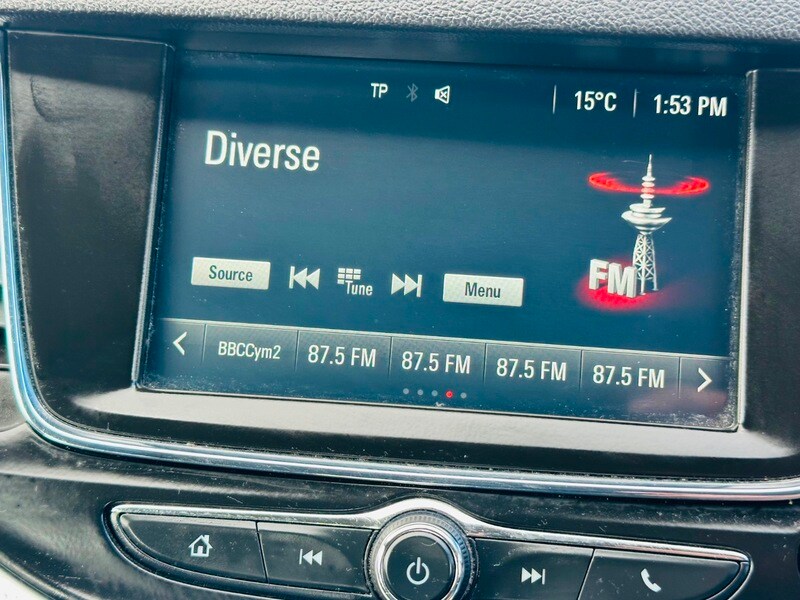 TP 15°C 1:53 PM
Diverse
Source Tune Menu
FM
BBCCym2 87.5 FM 87.5 FM 87.5 FM 87.5 FM